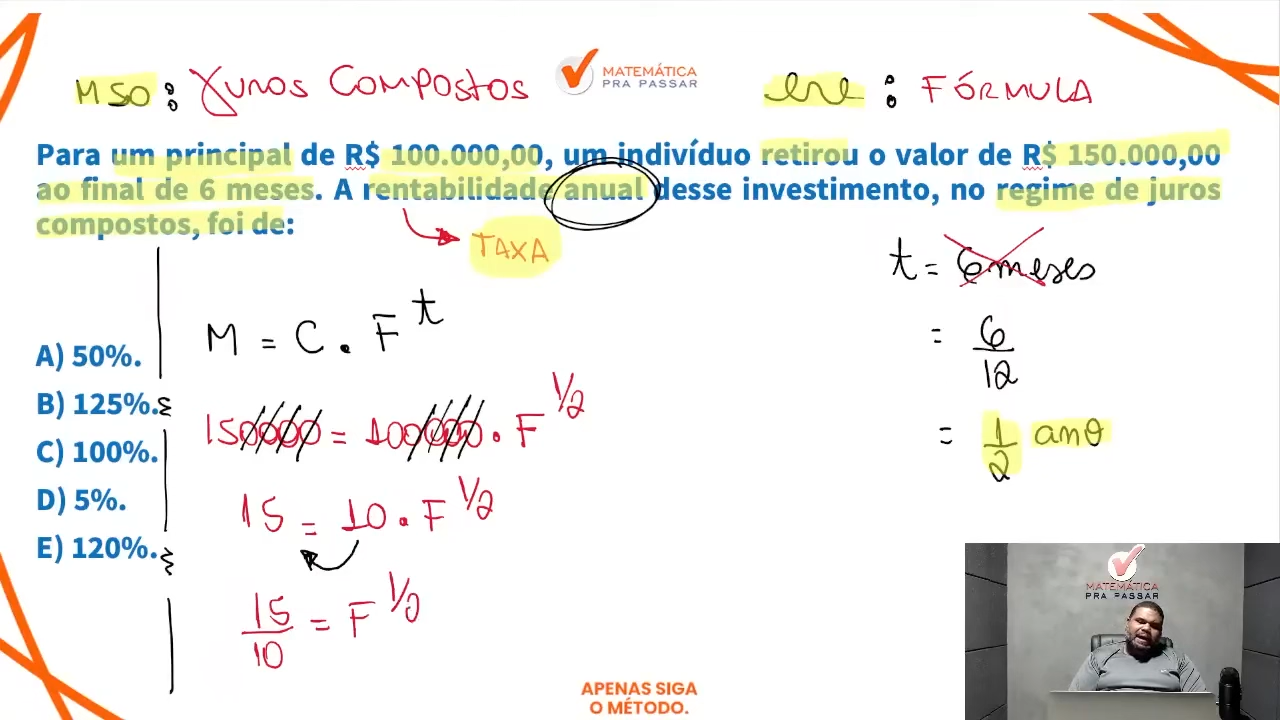 MSO: Juros Compostos
MATEMÁTICA
PRA PASSAR
: FÓRMULA
Para um principal de R$ 100.000,00, um indivíduo retirou o valor de R$ 150.000,00
ao final de 6 meses. A rentabilidade anual desse investimento, no regime de juros
compostos, foi de:
TAXA
t = 6 meses
= 6/12
= 1/2 ano
A) 50%.
B) 125%.
C) 100%.
D) 5%.
E) 120%.
M = C . F^t
150000 = 100000 . F^1/2
15 = 10 . F^1/2
15/10 = F^1/2
MATEMÁTICA
PRA PASSAR
APENAS SIGA
O MÉTODO.